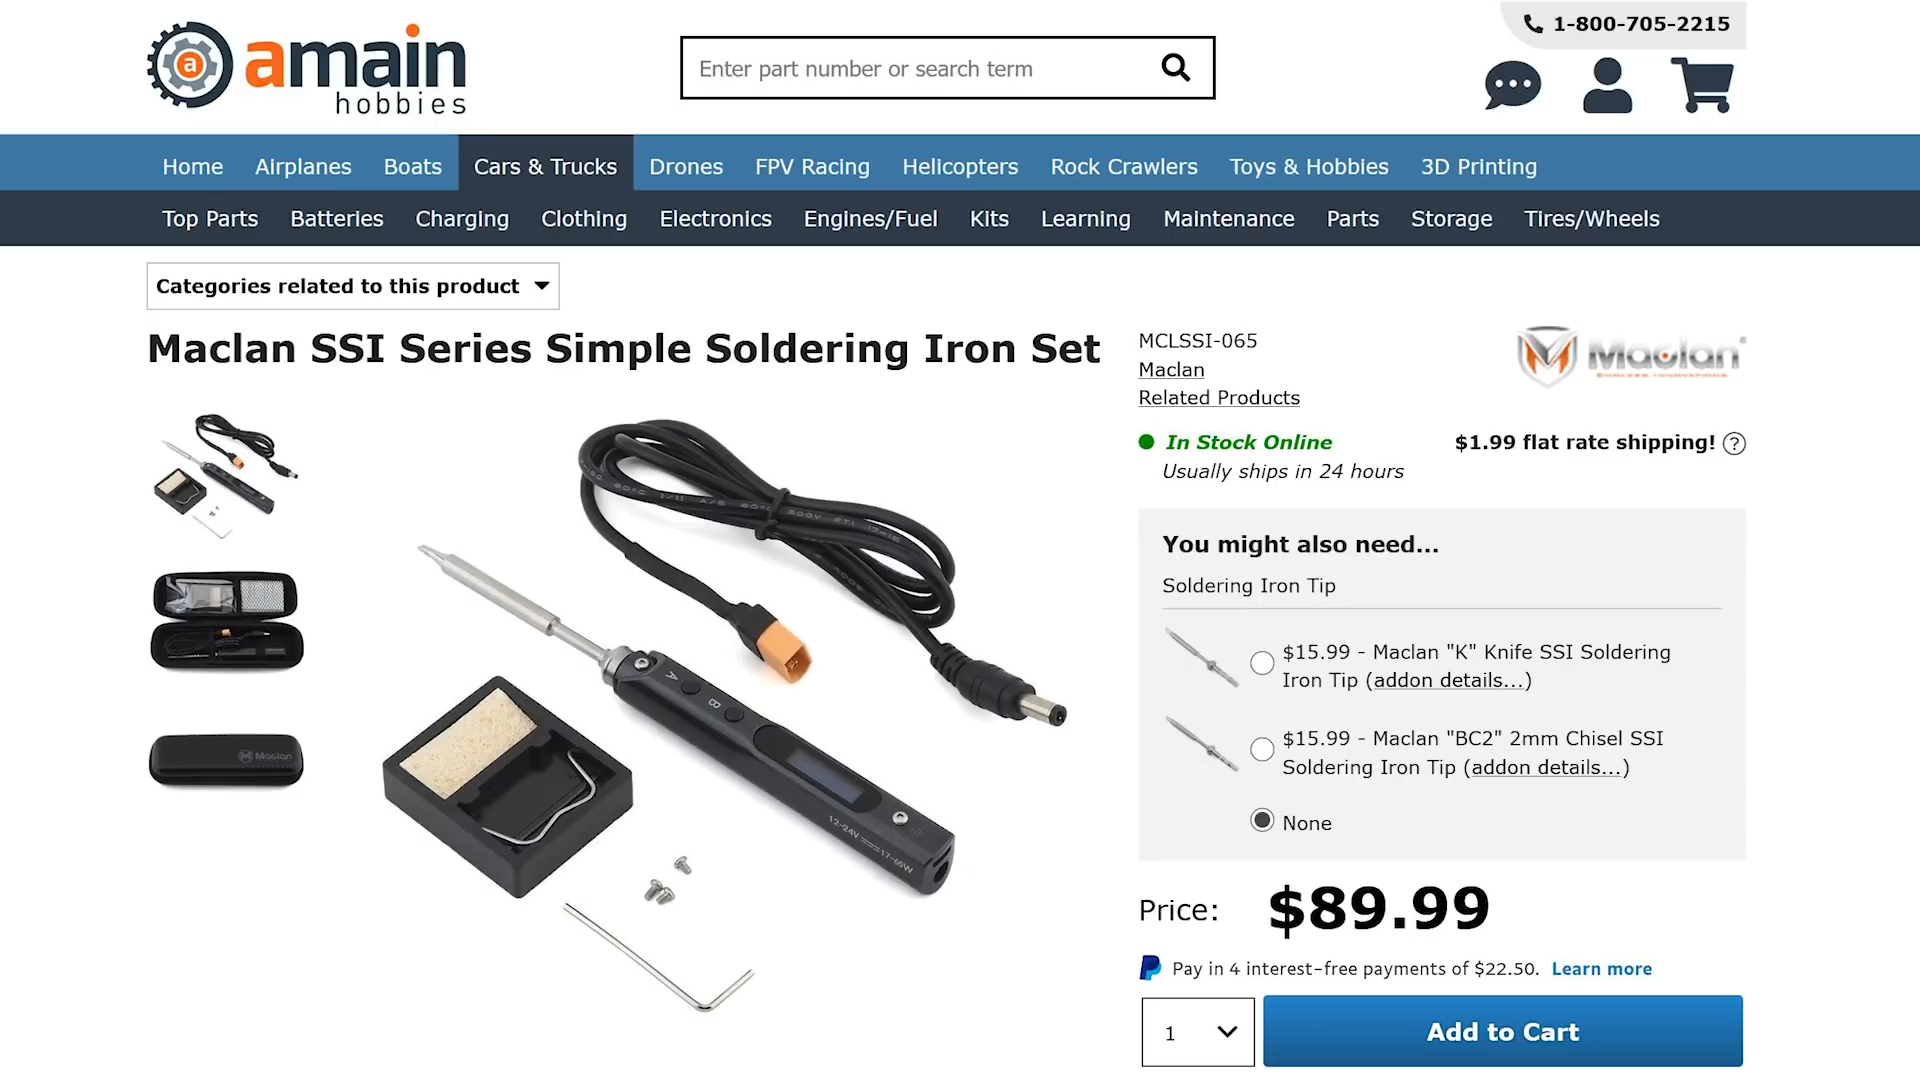 1-800-705-2215
a amain
hobbies
Enter part number or search term
Home Airplanes Boats Cars & Trucks Drones FPV Racing Helicopters Rock Crawlers Toys & Hobbies 3D Printing
Top Parts Batteries Charging Clothing Electronics Engines/Fuel Kits Learning Maintenance Parts Storage Tires/Wheels
Categories related to this product
Maclan SSI Series Simple Soldering Iron Set
MCLSSI-065
Maclan
Related Products
Maclan
ENDLESS INNOVATIONS
In Stock Online
Usually ships in 24 hours
$1.99 flat rate shipping! ?
You might also need...
Soldering Iron Tip
$15.99 - Maclan "K" Knife SSI Soldering
Iron Tip (addon details...)
$15.99 - Maclan "BC2" 2mm Chisel SSI
Soldering Iron Tip (addon details...)
None
Price: $89.99
Pay in 4 interest-free payments of $22.50. Learn more
1
Add to Cart
A
B
12-24V 17-65W
Maclan